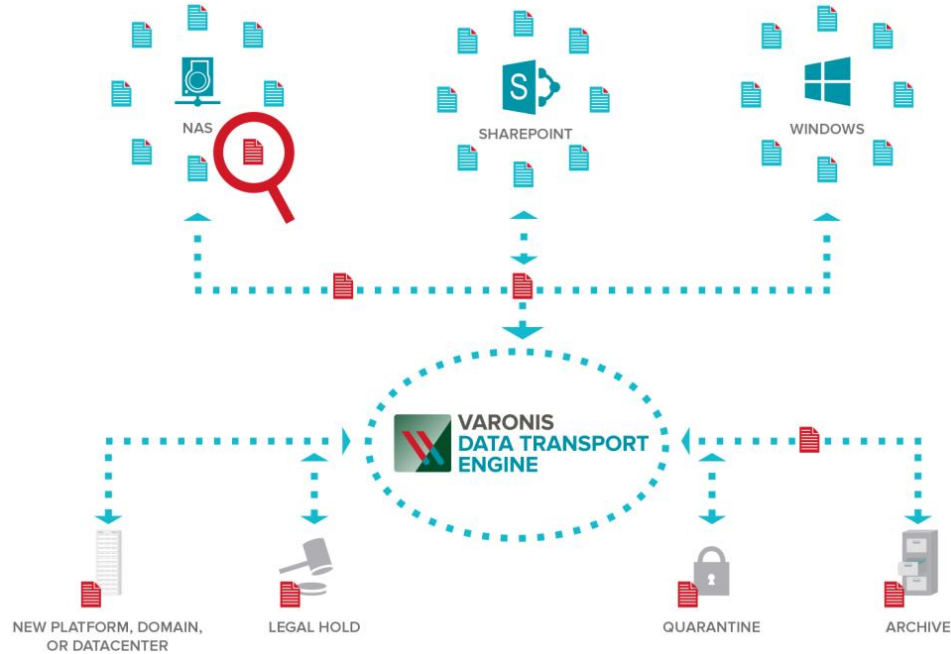 NAS
SHAREPOINT
WINDOWS
S
VARONIS
DATA TRANSPORT
ENGINE
NEW PLATFORM, DOMAIN,
OR DATACENTER
LEGAL HOLD
QUARANTINE
ARCHIVE